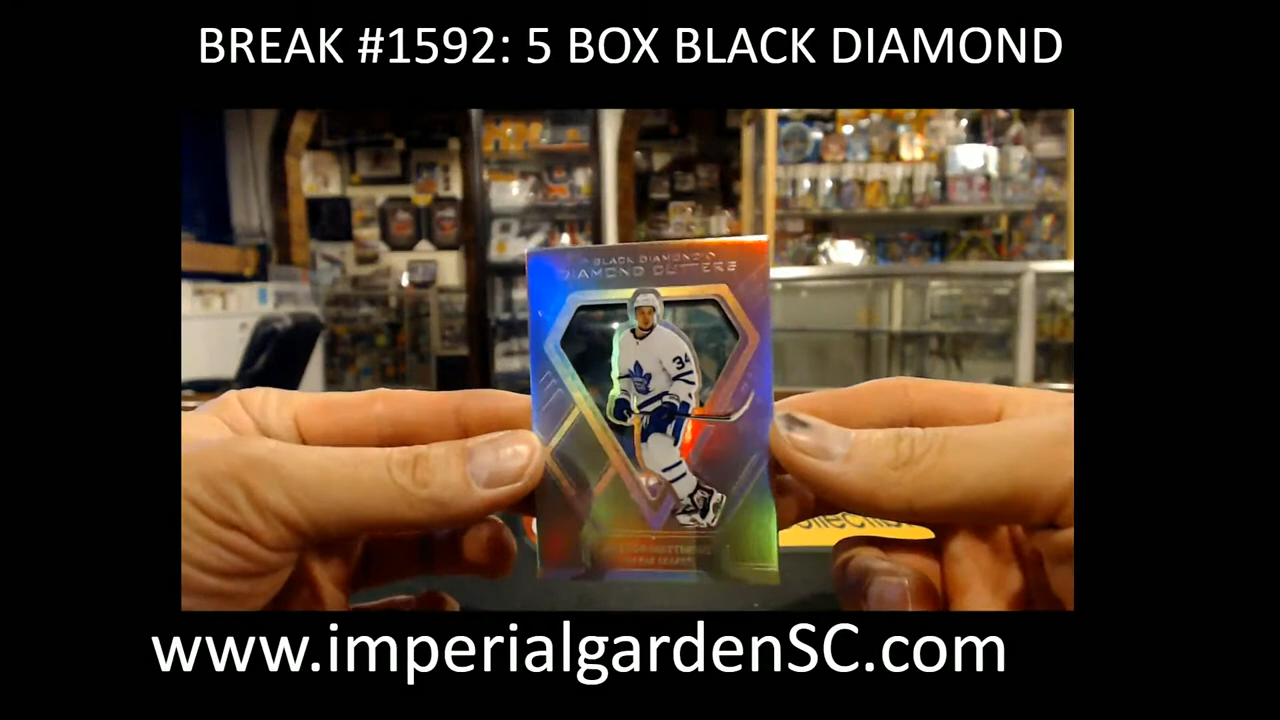 BREAK #1592: 5 BOX BLACK DIAMOND
BLACK DIAMOND
DIAMOND CUTTERS
34
www.imperialgardenSC.com